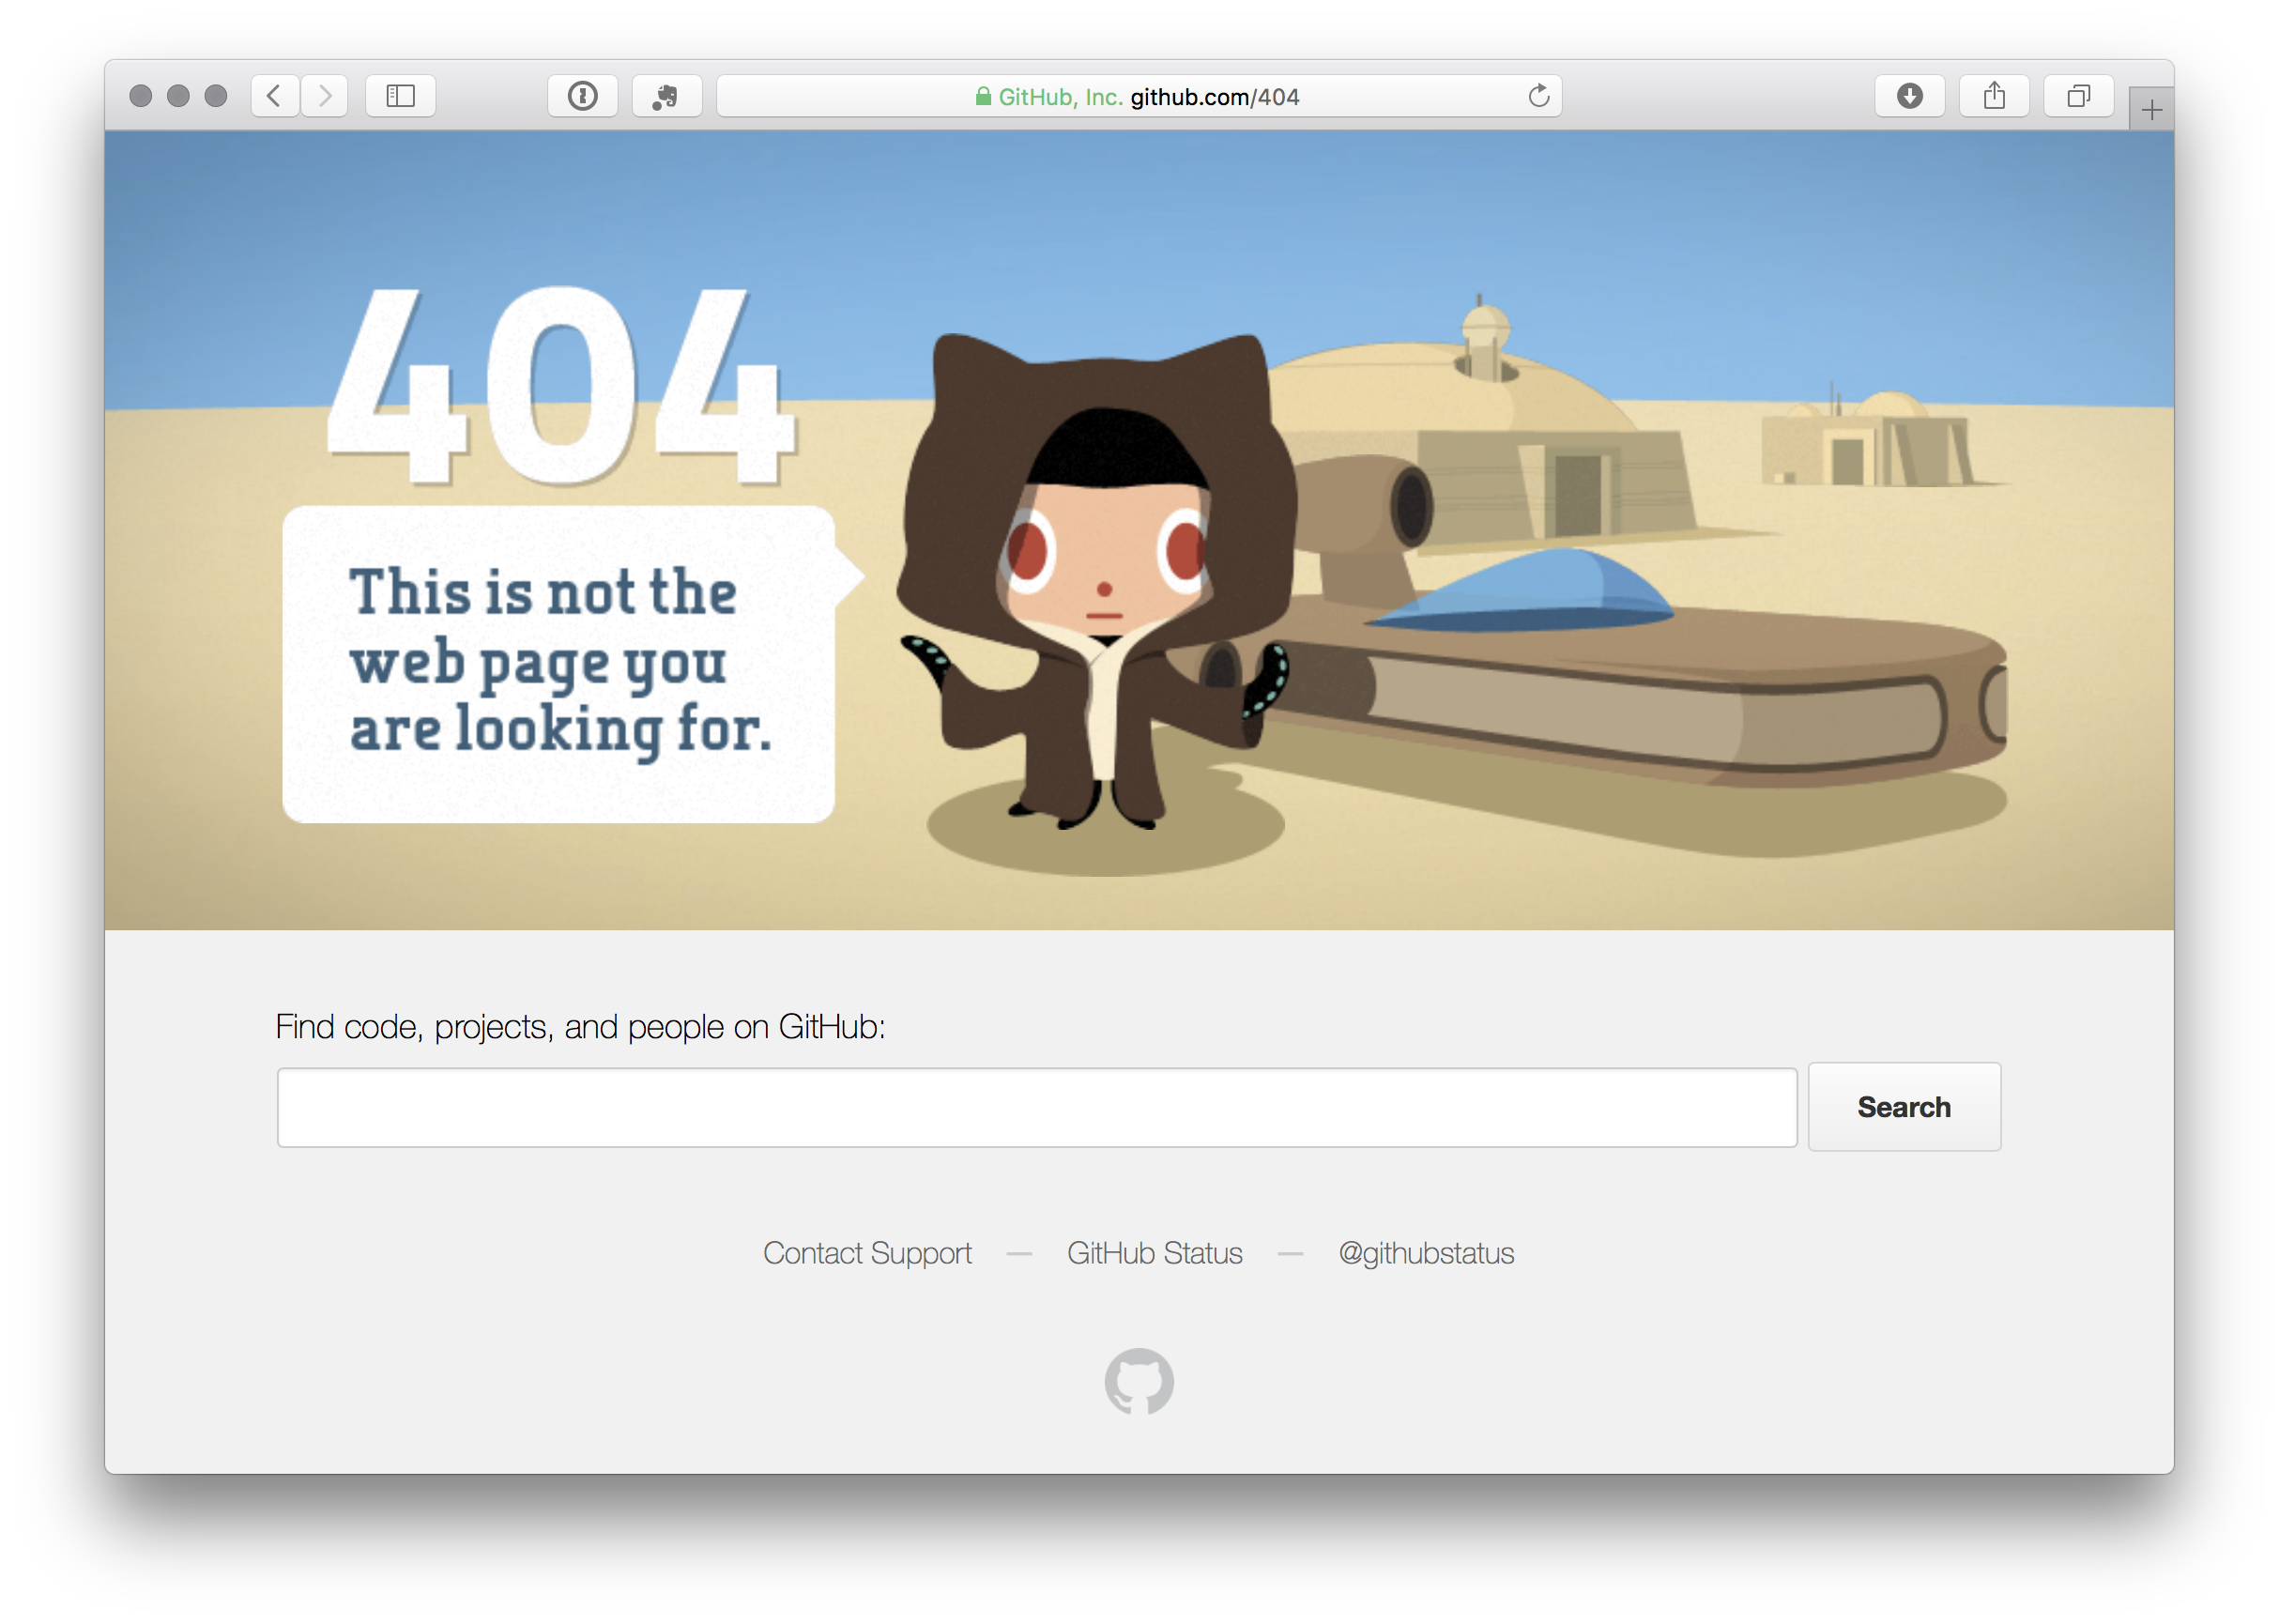 GitHub, Inc. github.com/404
404
This is not the
web page you
are looking for.
Find code, projects, and people on GitHub:
Search
Contact Support — GitHub Status — @githubstatus